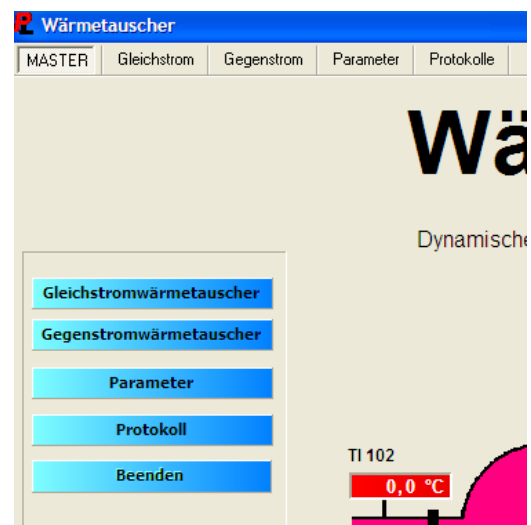 Wärmetauscher
MASTER Gleichstrom Gegenstrom Parameter Protokolle
Wä
Dynamische
Gleichstromwärmetauscher
Gegenstromwärmetauscher
Parameter
Protokoll
Beenden
TI 102
0,0 °C